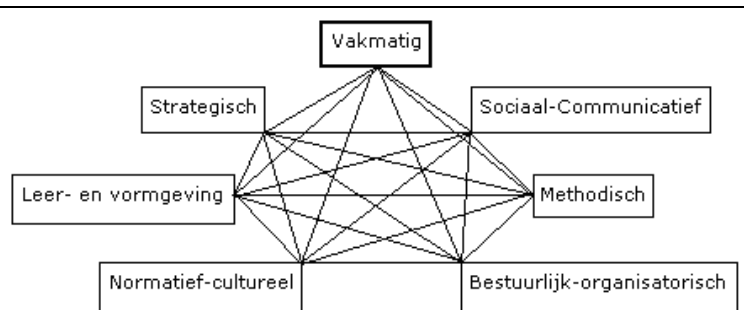 Vakmatig
Strategisch
Sociaal-Communicatief
Leer- en vormgeving
Methodisch
Normatief-cultureel
Bestuurlijk-organisatorisch